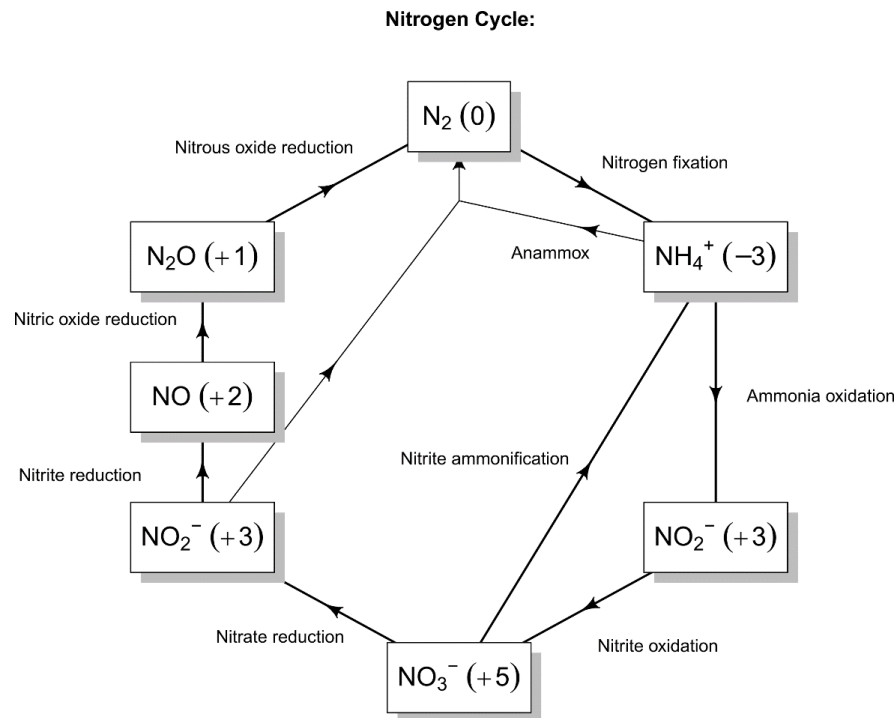 Nitrogen Cycle:
N₂ (0)
Nitrous oxide reduction
Nitrogen fixation
N₂O (+1)
Anammox
NH₄⁺ (−3)
Nitric oxide reduction
NO (+2)
Ammonia oxidation
Nitrite reduction
Nitrite ammonification
NO₂⁻ (+3)
NO₂⁻ (+3)
Nitrate reduction
Nitrite oxidation
NO₃⁻ (+5)